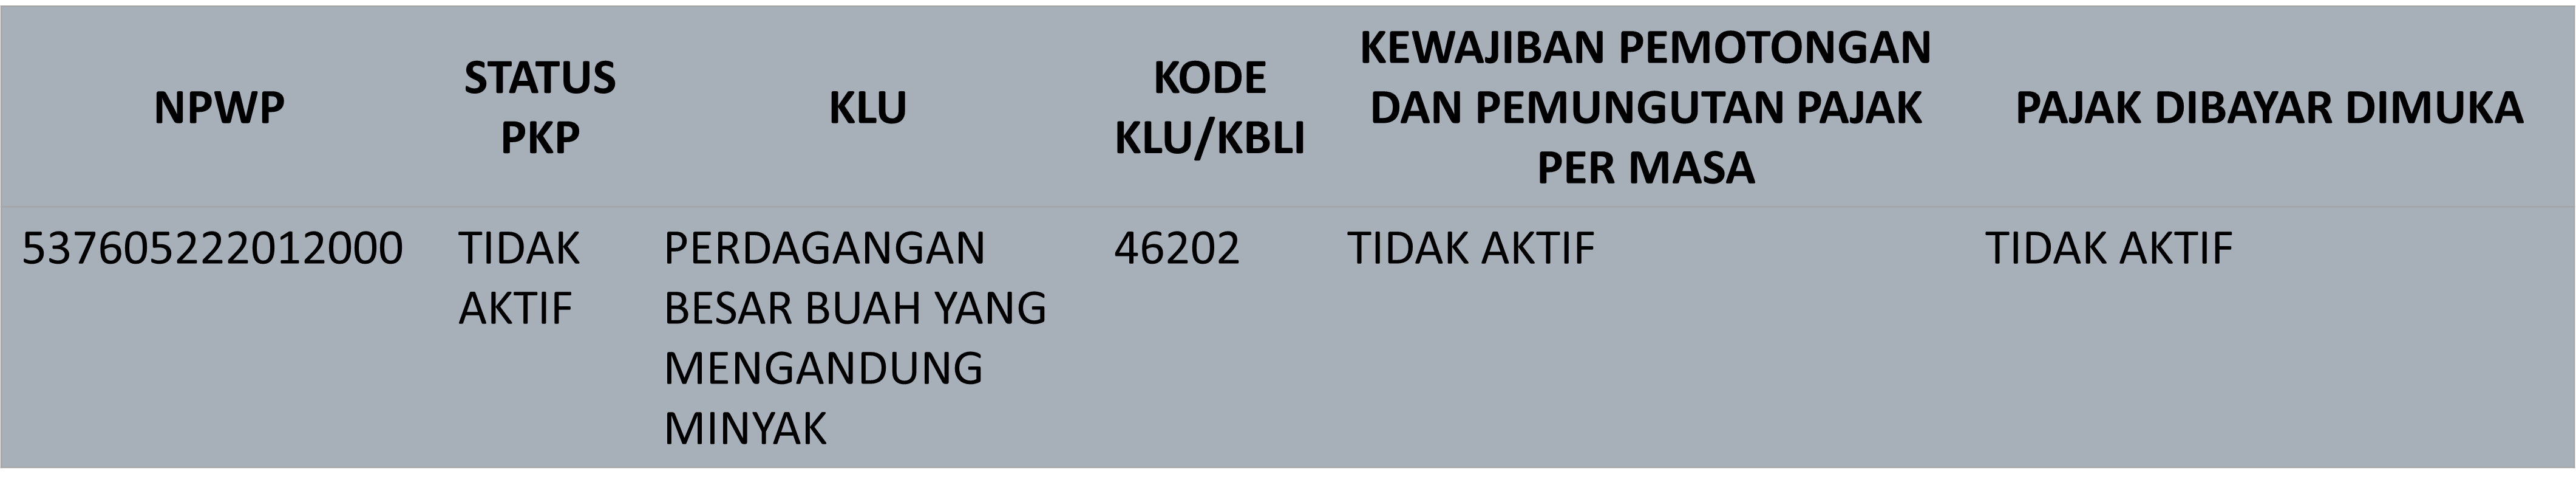 NPWP
STATUS
PKP
KLU
KODE
KLU/KBLI
KEWAJIBAN PEMOTONGAN
DAN PEMUNGUTAN PAJAK
PER MASA
PAJAK DIBAYAR DIMUKA
537605222012000
TIDAK
AKTIF
PERDAGANGAN
BESAR BUAH YANG
MENGANDUNG
MINYAK
46202
TIDAK AKTIF
TIDAK AKTIF